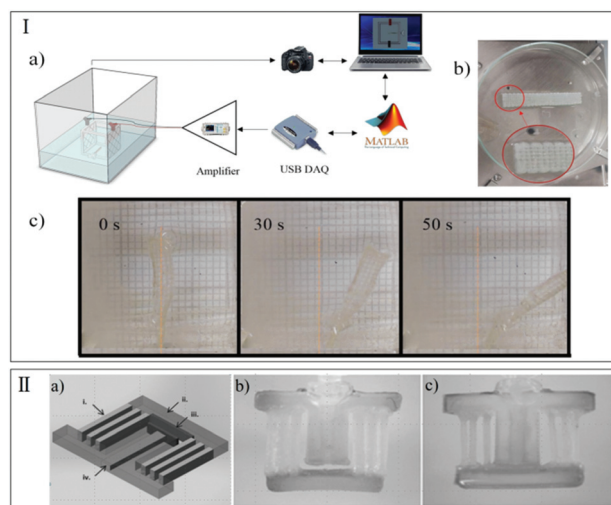 I
a)
b)
Amplifier
USB DAQ
MATLAB
c)
0 s
30 s
50 s
II
a)
b)
c)
i.
ii.
iii.
iv.